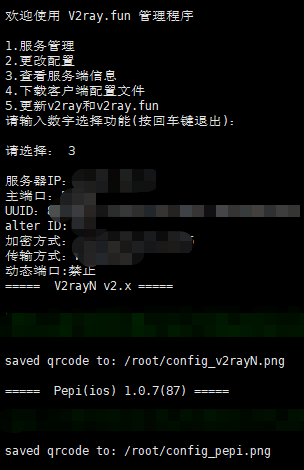 欢迎使用 V2ray.fun 管理程序
1.服务管理
2.更改配置
3.查看服务端信息
4.下载客户端配置文件
5.更新v2ray和v2ray.fun
请输入数字选择功能(按回车键退出):
请选择: 3
服务器IP:
主端口:
UUID:
alter ID:
加密方式:
传输方式:
动态端口:禁止
===== V2rayN v2.x =====
saved qrcode to: /root/config_v2rayN.png
===== Pepi(ios) 1.0.7(87) =====
saved qrcode to: /root/config_pepi.png